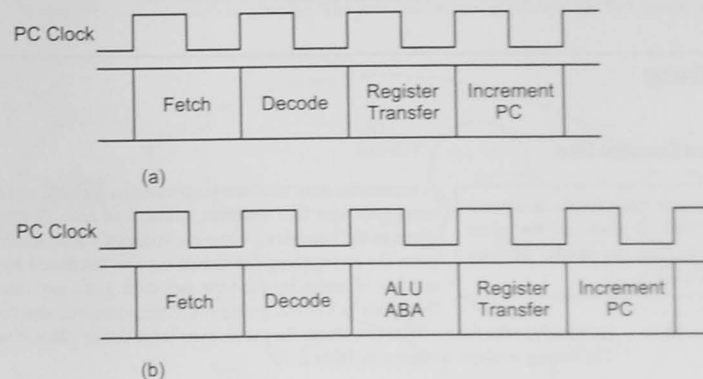 PC Clock
Fetch
Decode
Register
Transfer
Increment
PC
(a)
PC Clock
Fetch
Decode
ALU
ABA
Register
Transfer
Increment
PC
(b)